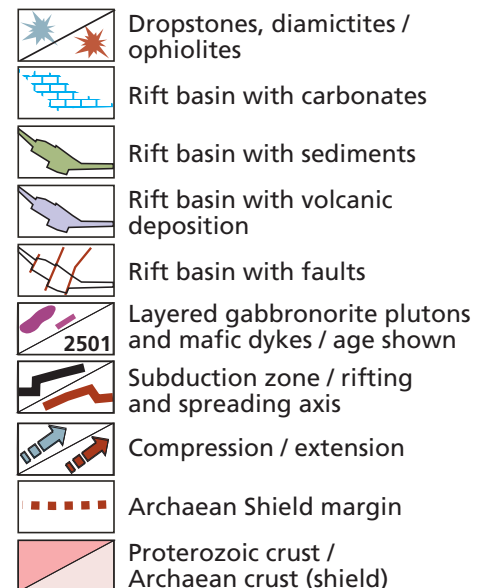 Dropstones, diamictites /
ophiolites
Rift basin with carbonates
Rift basin with sediments
Rift basin with volcanic
deposition
Rift basin with faults
Layered gabbronorite plutons
and mafic dykes / age shown
2501
Subduction zone / rifting
and spreading axis
Compression / extension
Archaean Shield margin
Proterozoic crust /
Archaean crust (shield)